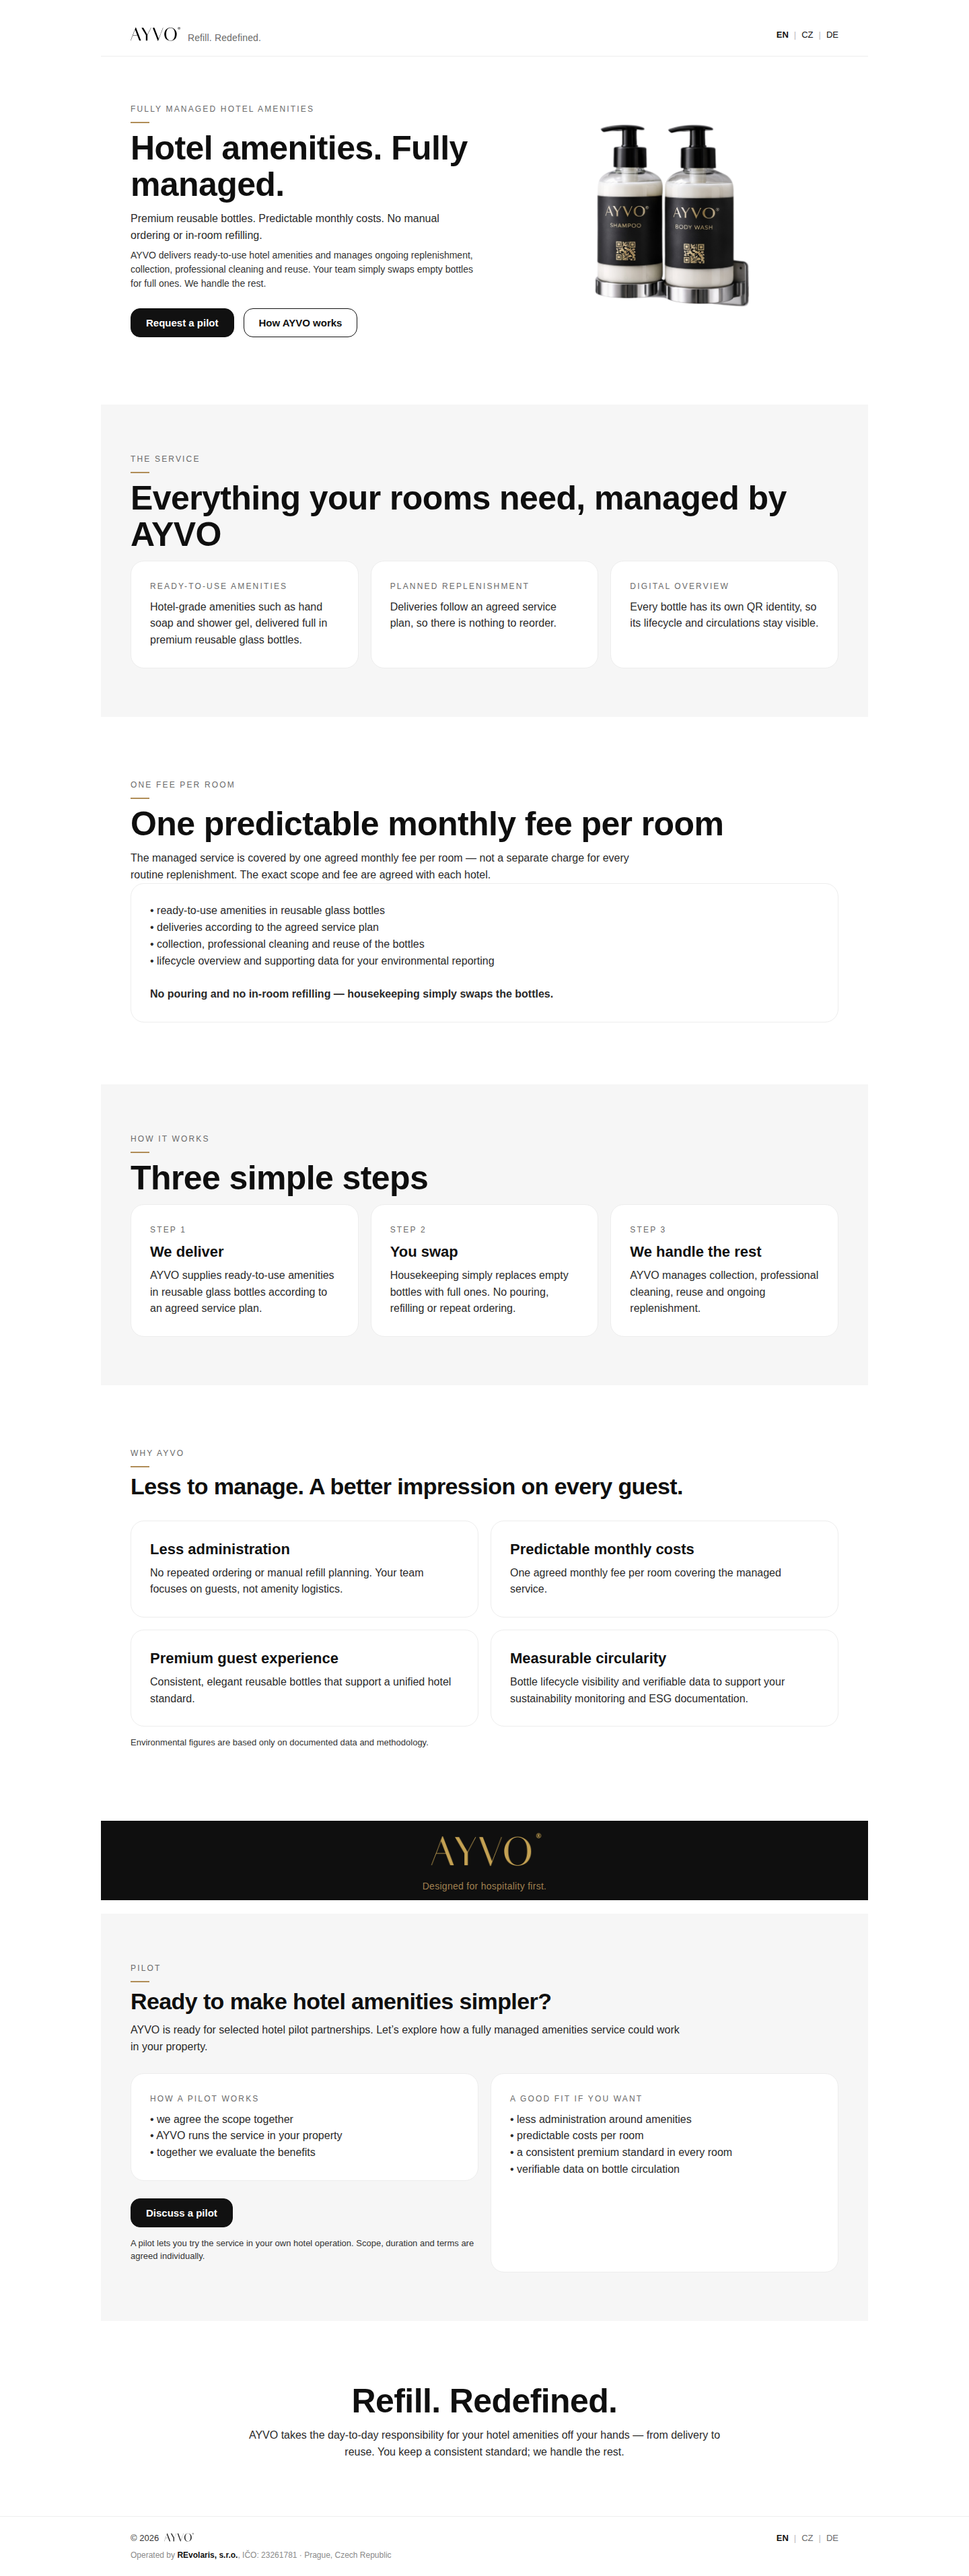 AYVO®
Refill. Redefined.
EN | CZ | DE
FULLY MANAGED HOTEL AMENITIES
Hotel amenities. Fully
managed.
Premium reusable bottles. Predictable monthly costs. No manual
ordering or in-room refilling.
AYVO delivers ready-to-use hotel amenities and manages ongoing replenishment,
collection, professional cleaning and reuse. Your team simply swaps empty bottles
for full ones. We handle the rest.
Request a pilot
How AYVO works
AYVO®
SHAMPOO
AYVO®
BODY WASH
THE SERVICE
Everything your rooms need, managed by
AYVO
READY-TO-USE AMENITIES
Hotel-grade amenities such as hand
soap and shower gel, delivered full in
premium reusable glass bottles.
PLANNED REPLENISHMENT
Deliveries follow an agreed service
plan, so there is nothing to reorder.
DIGITAL OVERVIEW
Every bottle has its own QR identity, so
its lifecycle and circulations stay visible.
ONE FEE PER ROOM
One predictable monthly fee per room
The managed service is covered by one agreed monthly fee per room — not a separate charge for every
routine replenishment. The exact scope and fee are agreed with each hotel.
• ready-to-use amenities in reusable glass bottles
• deliveries according to the agreed service plan
• collection, professional cleaning and reuse of the bottles
• lifecycle overview and supporting data for your environmental reporting
No pouring and no in-room refilling — housekeeping simply swaps the bottles.
HOW IT WORKS
Three simple steps
STEP 1
We deliver
AYVO supplies ready-to-use amenities
in reusable glass bottles according to
an agreed service plan.
STEP 2
You swap
Housekeeping simply replaces empty
bottles with full ones. No pouring,
refilling or repeat ordering.
STEP 3
We handle the rest
AYVO manages collection, professional
cleaning, reuse and ongoing
replenishment.
WHY AYVO
Less to manage. A better impression on every guest.
Less administration
No repeated ordering or manual refill planning. Your team
focuses on guests, not amenity logistics.
Predictable monthly costs
One agreed monthly fee per room covering the managed
service.
Premium guest experience
Consistent, elegant reusable bottles that support a unified hotel
standard.
Measurable circularity
Bottle lifecycle visibility and verifiable data to support your
sustainability monitoring and ESG documentation.
Environmental figures are based only on documented data and methodology.
AYVO®
Designed for hospitality first.
PILOT
Ready to make hotel amenities simpler?
AYVO is ready for selected hotel pilot partnerships. Let’s explore how a fully managed amenities service could work
in your property.
HOW A PILOT WORKS
• we agree the scope together
• AYVO runs the service in your property
• together we evaluate the benefits
Discuss a pilot
A pilot lets you try the service in your own hotel operation. Scope, duration and terms are
agreed individually.
A GOOD FIT IF YOU WANT
• less administration around amenities
• predictable costs per room
• a consistent premium standard in every room
• verifiable data on bottle circulation
Refill. Redefined.
AYVO takes the day-to-day responsibility for your hotel amenities off your hands — from delivery to
reuse. You keep a consistent standard; we handle the rest.
© 2026 AYVO®
EN | CZ | DE
Operated by REvolaris, s.r.o., IČO: 23261781 · Prague, Czech Republic